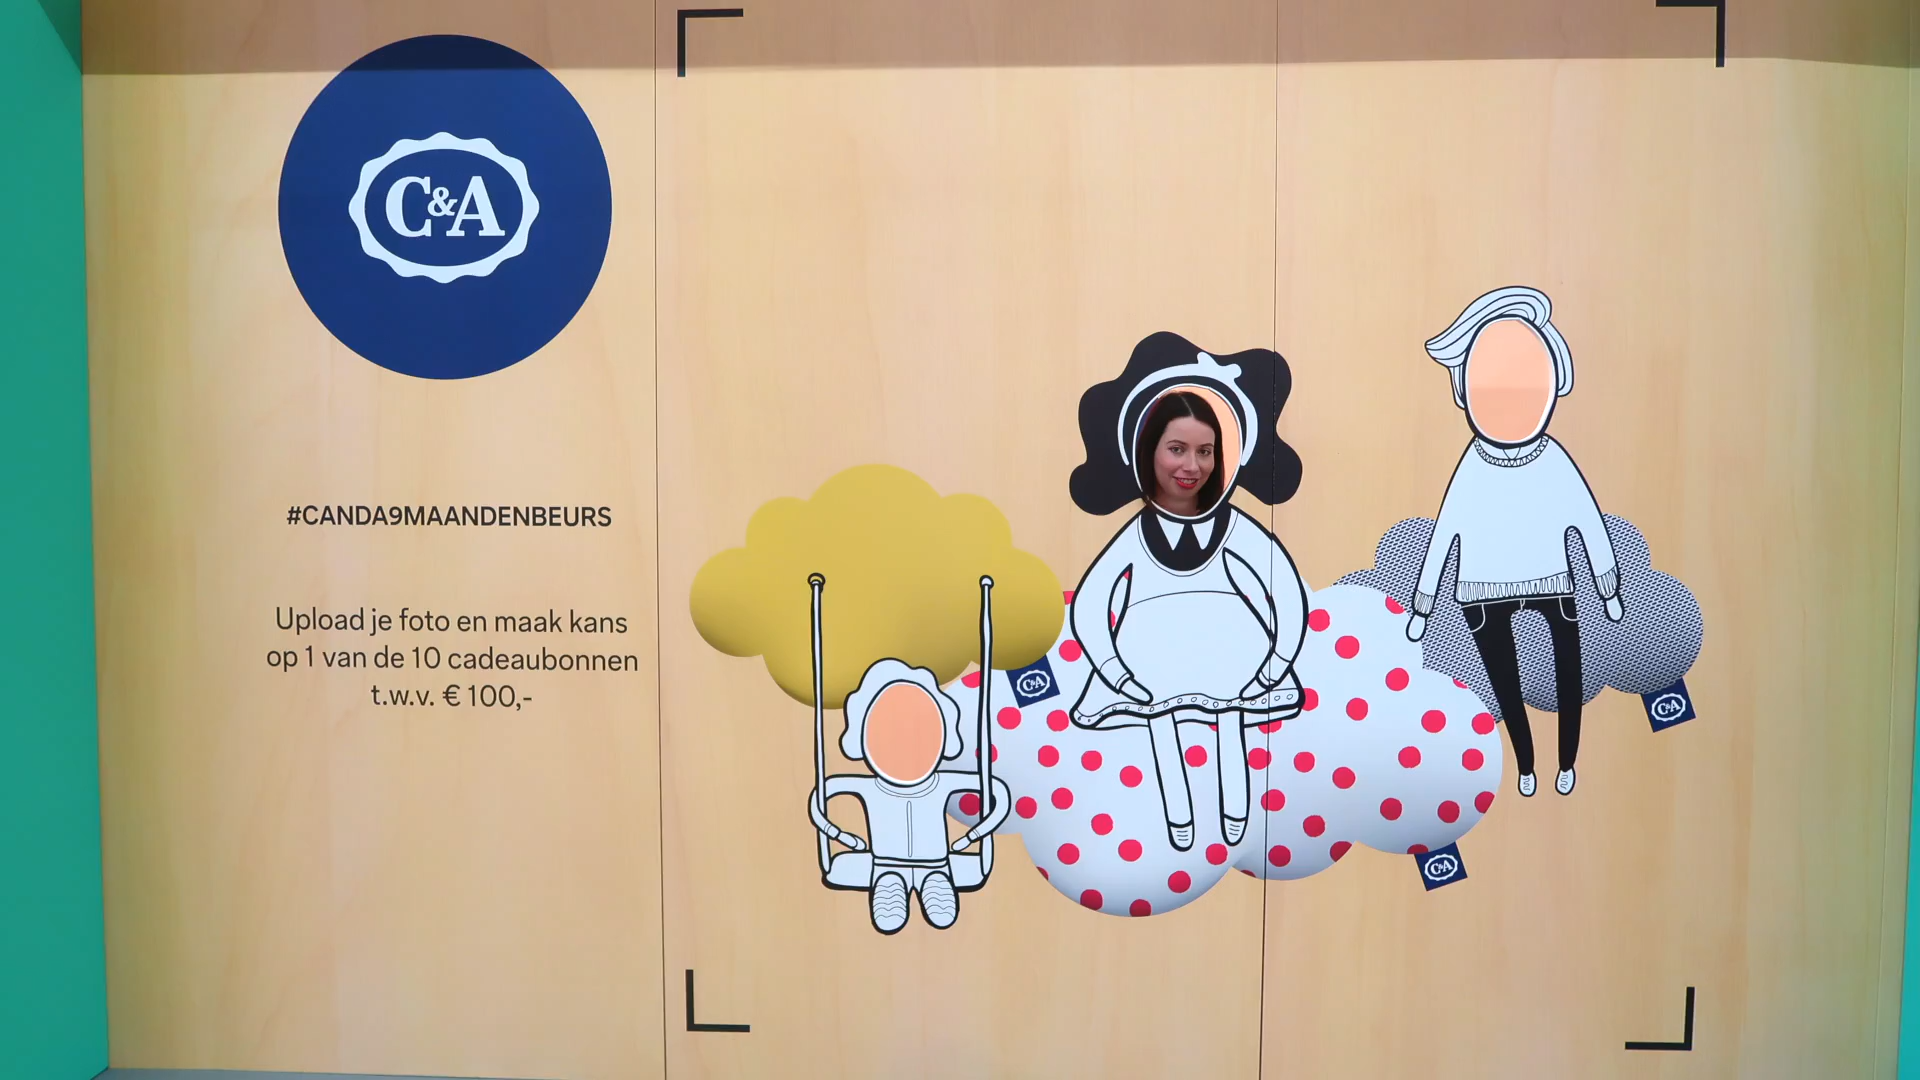 C&A
#CANDA9MAANDENBEURS
Upload je foto en maak kans
op 1 van de 10 cadeaubonnen
t.w.v. € 100,-
C&A
C&A
C&A